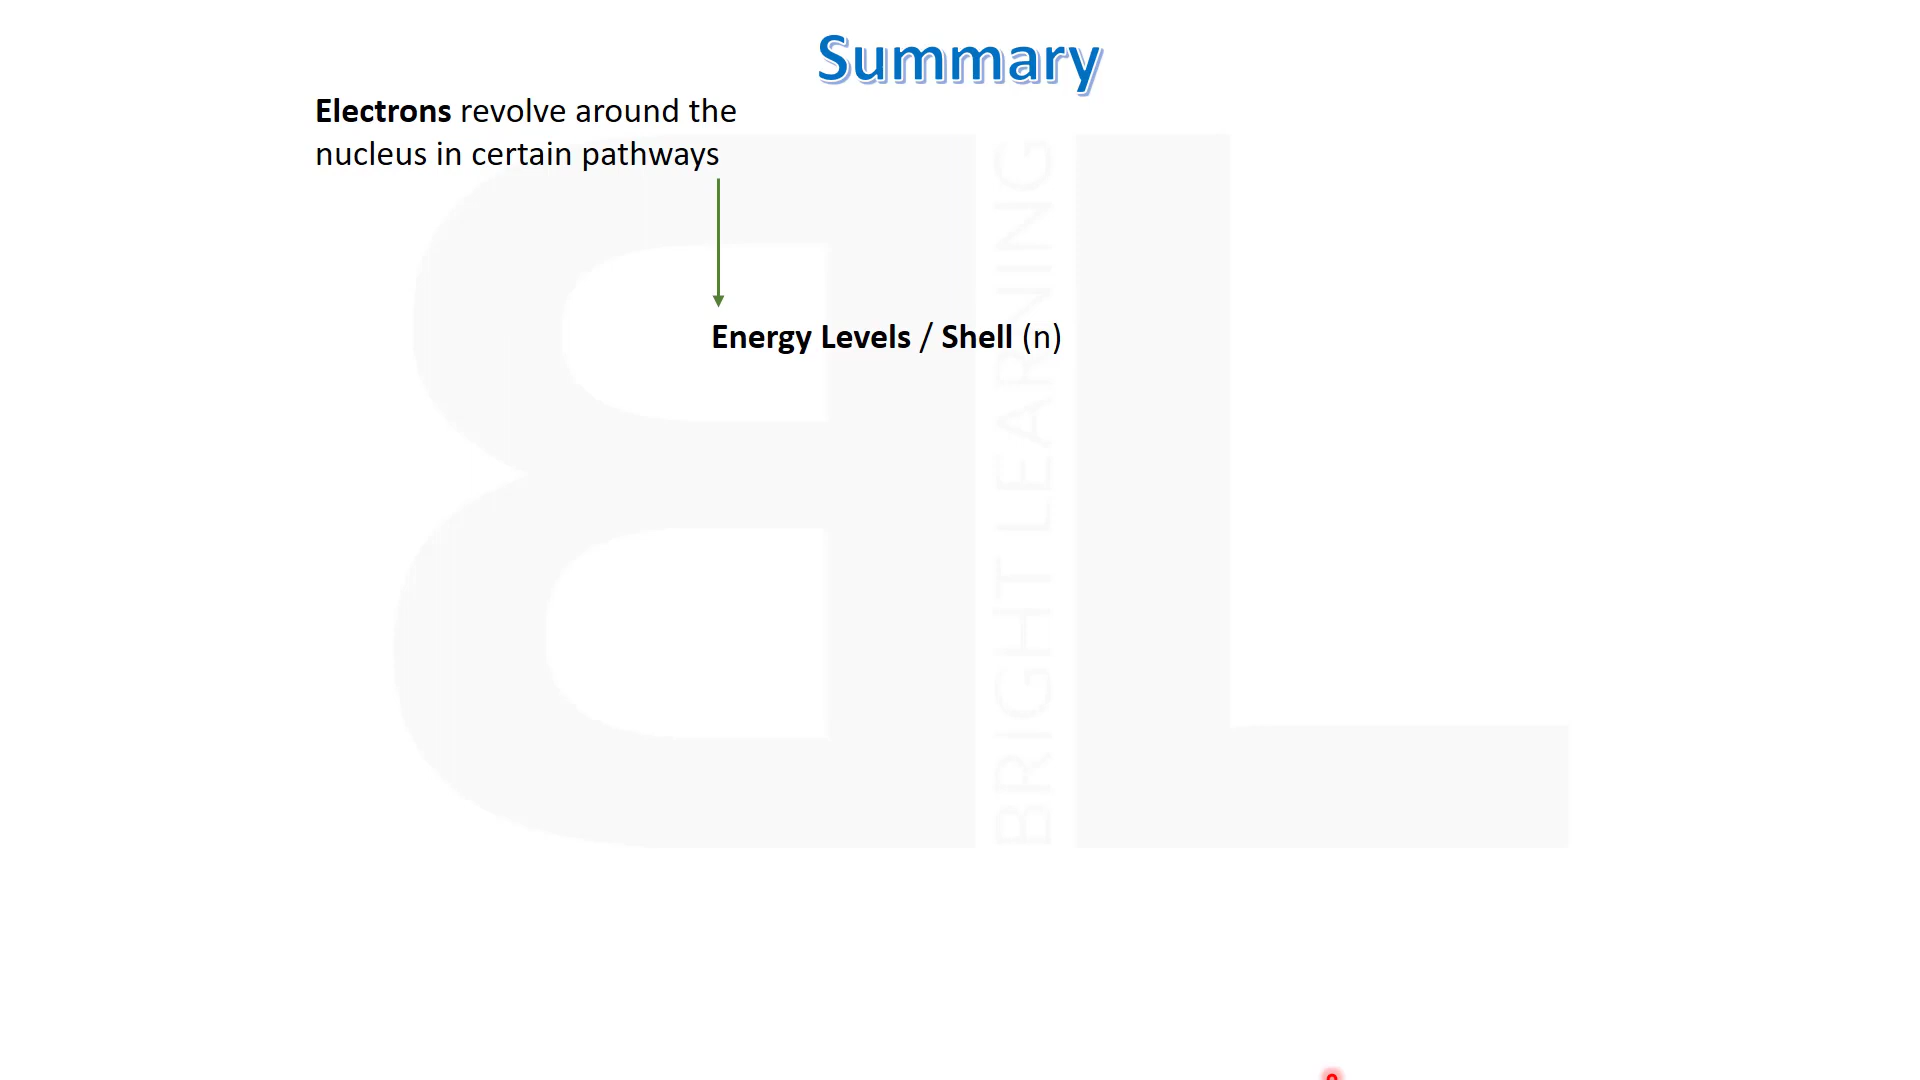 Summary
Electrons revolve around the
nucleus in certain pathways
Energy Levels / Shell (n)
BRIGHT LEARNING